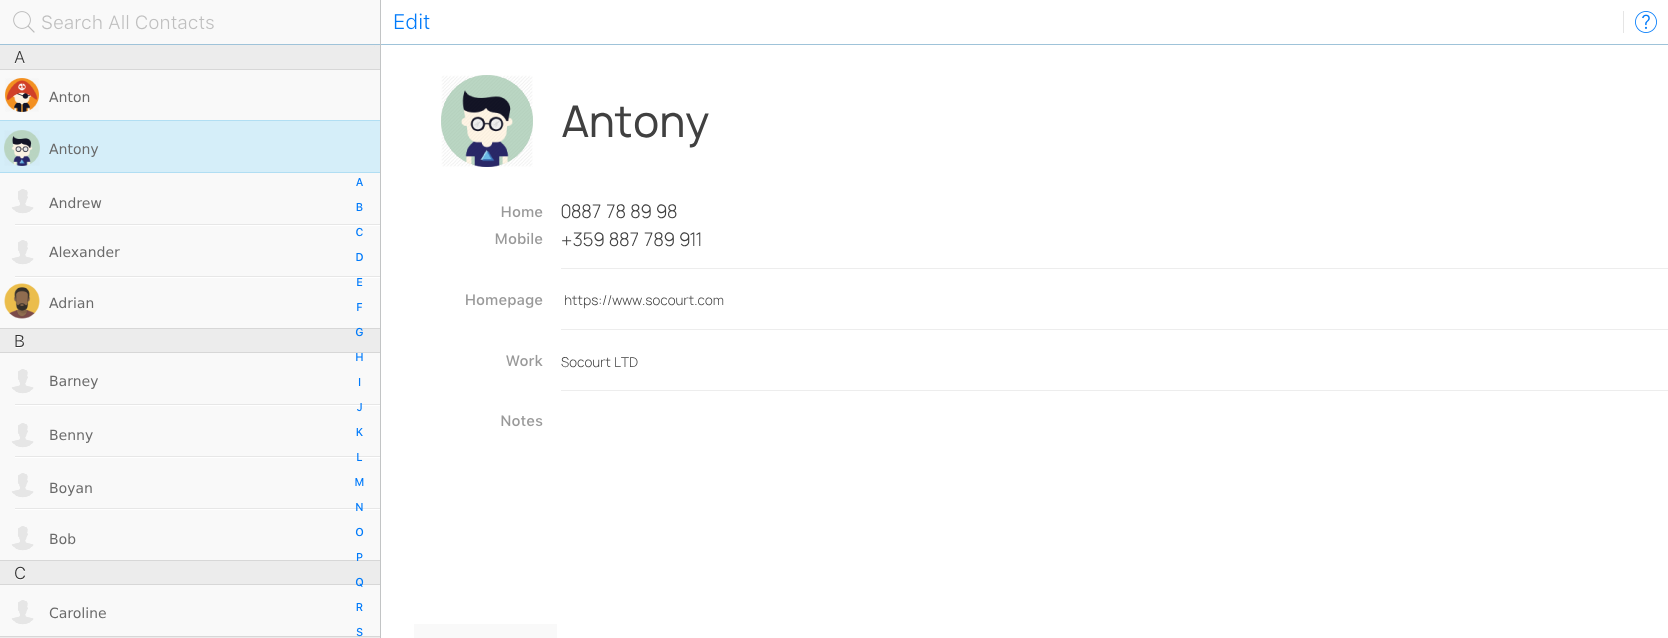 Search All Contacts
A
Anton
Antony
Andrew
Alexander
Adrian
B
Barney
Benny
Boyan
Bob
C
Caroline
A
B
C
D
E
F
G
H
I
J
K
L
M
N
O
P
Q
R
S
Edit
?
Antony
Home 0887 78 89 98
Mobile +359 887 789 911
Homepage https://www.socourt.com
Work Socourt LTD
Notes